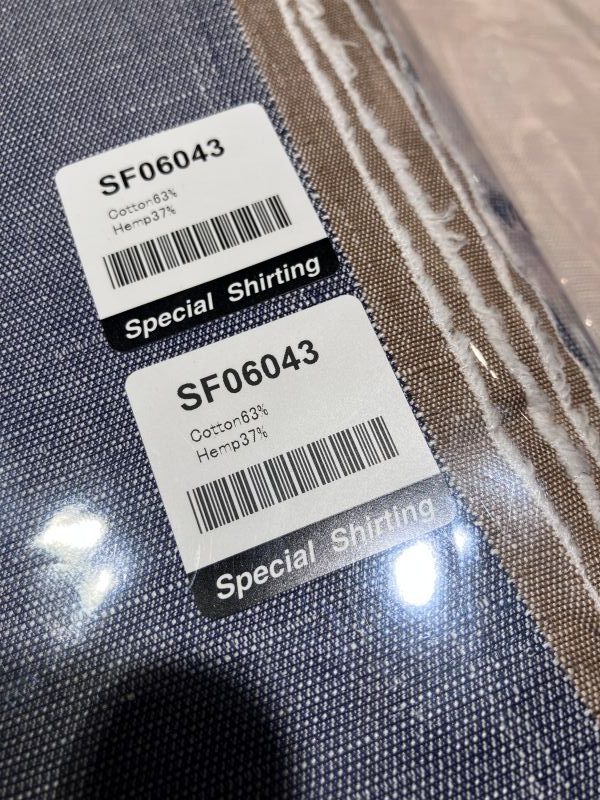 SF06043
Cotton63%
Hemp37%
Special Shirting
SF06043
Cotton63%
Hemp37%
Special Shirting